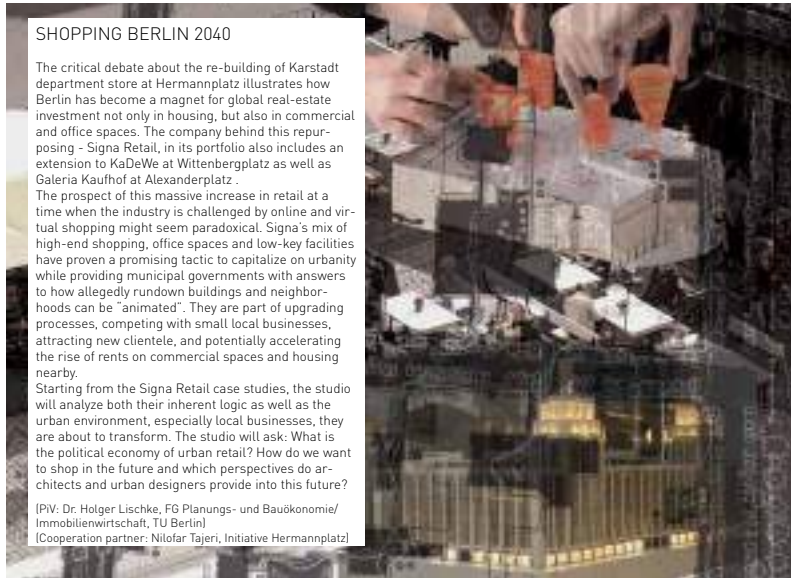 SHOPPING BERLIN 2040
The critical debate about the re-building of Karstadt
department store at Hermannplatz illustrates how
Berlin has become a magnet for global real-estate
investment not only in housing, but also in commercial
and office spaces. The company behind this repur-
posing - Signa Retail, in its portfolio also includes an
extension to KaDeWe at Wittenbergplatz as well as
Galeria Kaufhof at Alexanderplatz .
The prospect of this massive increase in retail at a
time when the industry is challenged by online and vir-
tual shopping might seem paradoxical. Signa's mix of
high-end shopping, office spaces and low-key facilities
have proven a promising tactic to capitalize on urbanity
while providing municipal governments with answers
to how allegedly rundown buildings and neighbor-
hoods can be "animated". They are part of upgrading
processes, competing with small local businesses,
attracting new clientele, and potentially accelerating
the rise of rents on commercial spaces and housing
nearby.
Starting from the Signa Retail case studies, the studio
will analyze both their inherent logic as well as the
urban environment, especially local businesses, they
are about to transform. The studio will ask: What is
the political economy of urban retail? How do we want
to shop in the future and which perspectives do ar-
chitects and urban designers provide into this future?
(PiV: Dr. Holger Lischke, FG Planungs- und Bauökonomie/
Immobilienwirtschaft, TU Berlin)
(Cooperation partner: Nilofar Tajeri, Initiative Hermannplatz)